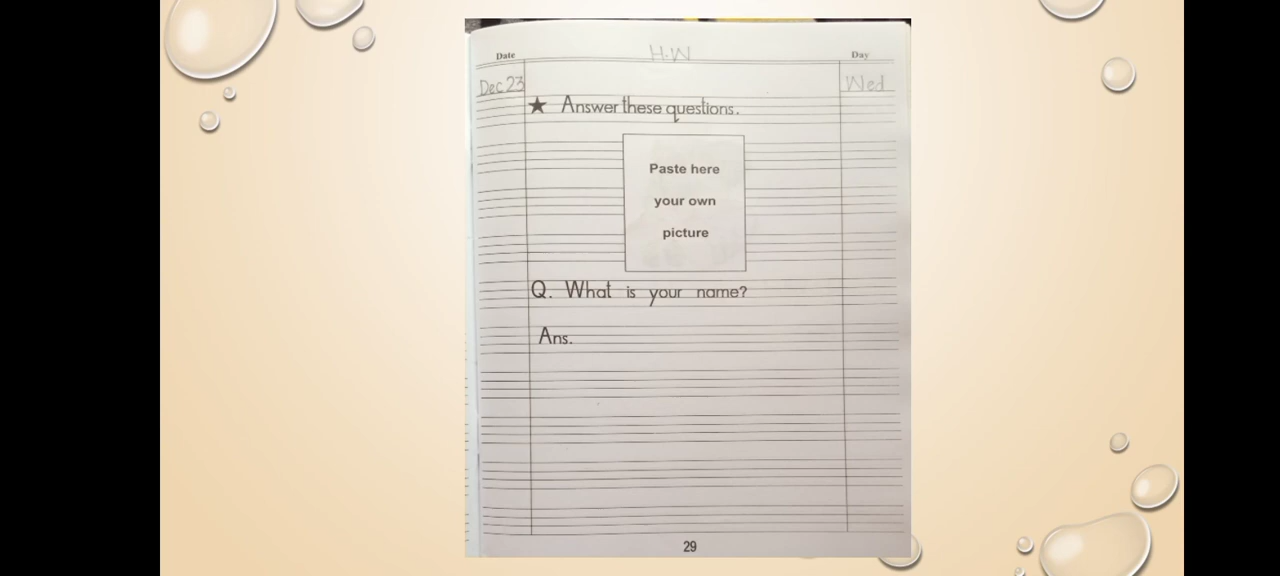 Date H.W Day
Dec 23 Wed
★ Answer these questions.
Paste here
your own
picture
Q. What is your name?
Ans.
29